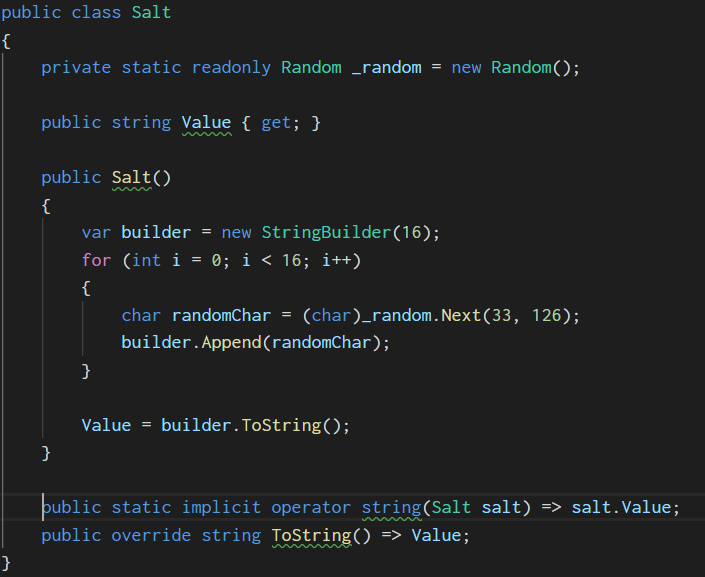 public class Salt
{
    private static readonly Random _random = new Random();
    public string Value { get; }
    public Salt()
    {
        var builder = new StringBuilder(16);
        for (int i = 0; i < 16; i++)
        {
            char randomChar = (char)_random.Next(33, 126);
            builder.Append(randomChar);
        }
        Value = builder.ToString();
    }
    public static implicit operator string(Salt salt) => salt.Value;
    public override string ToString() => Value;
}